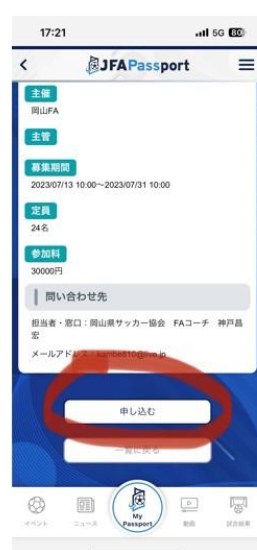 17:21
5G 80
JFAPassport
主催
岡山FA
主管
募集期間
2023/07/13 10:00〜2023/07/31 10:00
定員
24名
参加料
30000円
問い合わせ先
担当者・窓口：岡山県サッカー協会 FAコーチ 神戸昌
宏
メールアドレス：kambe810@live.jp
申し込む
一覧に戻る
イベント
ニュース
My
Passport
動画
試合結果